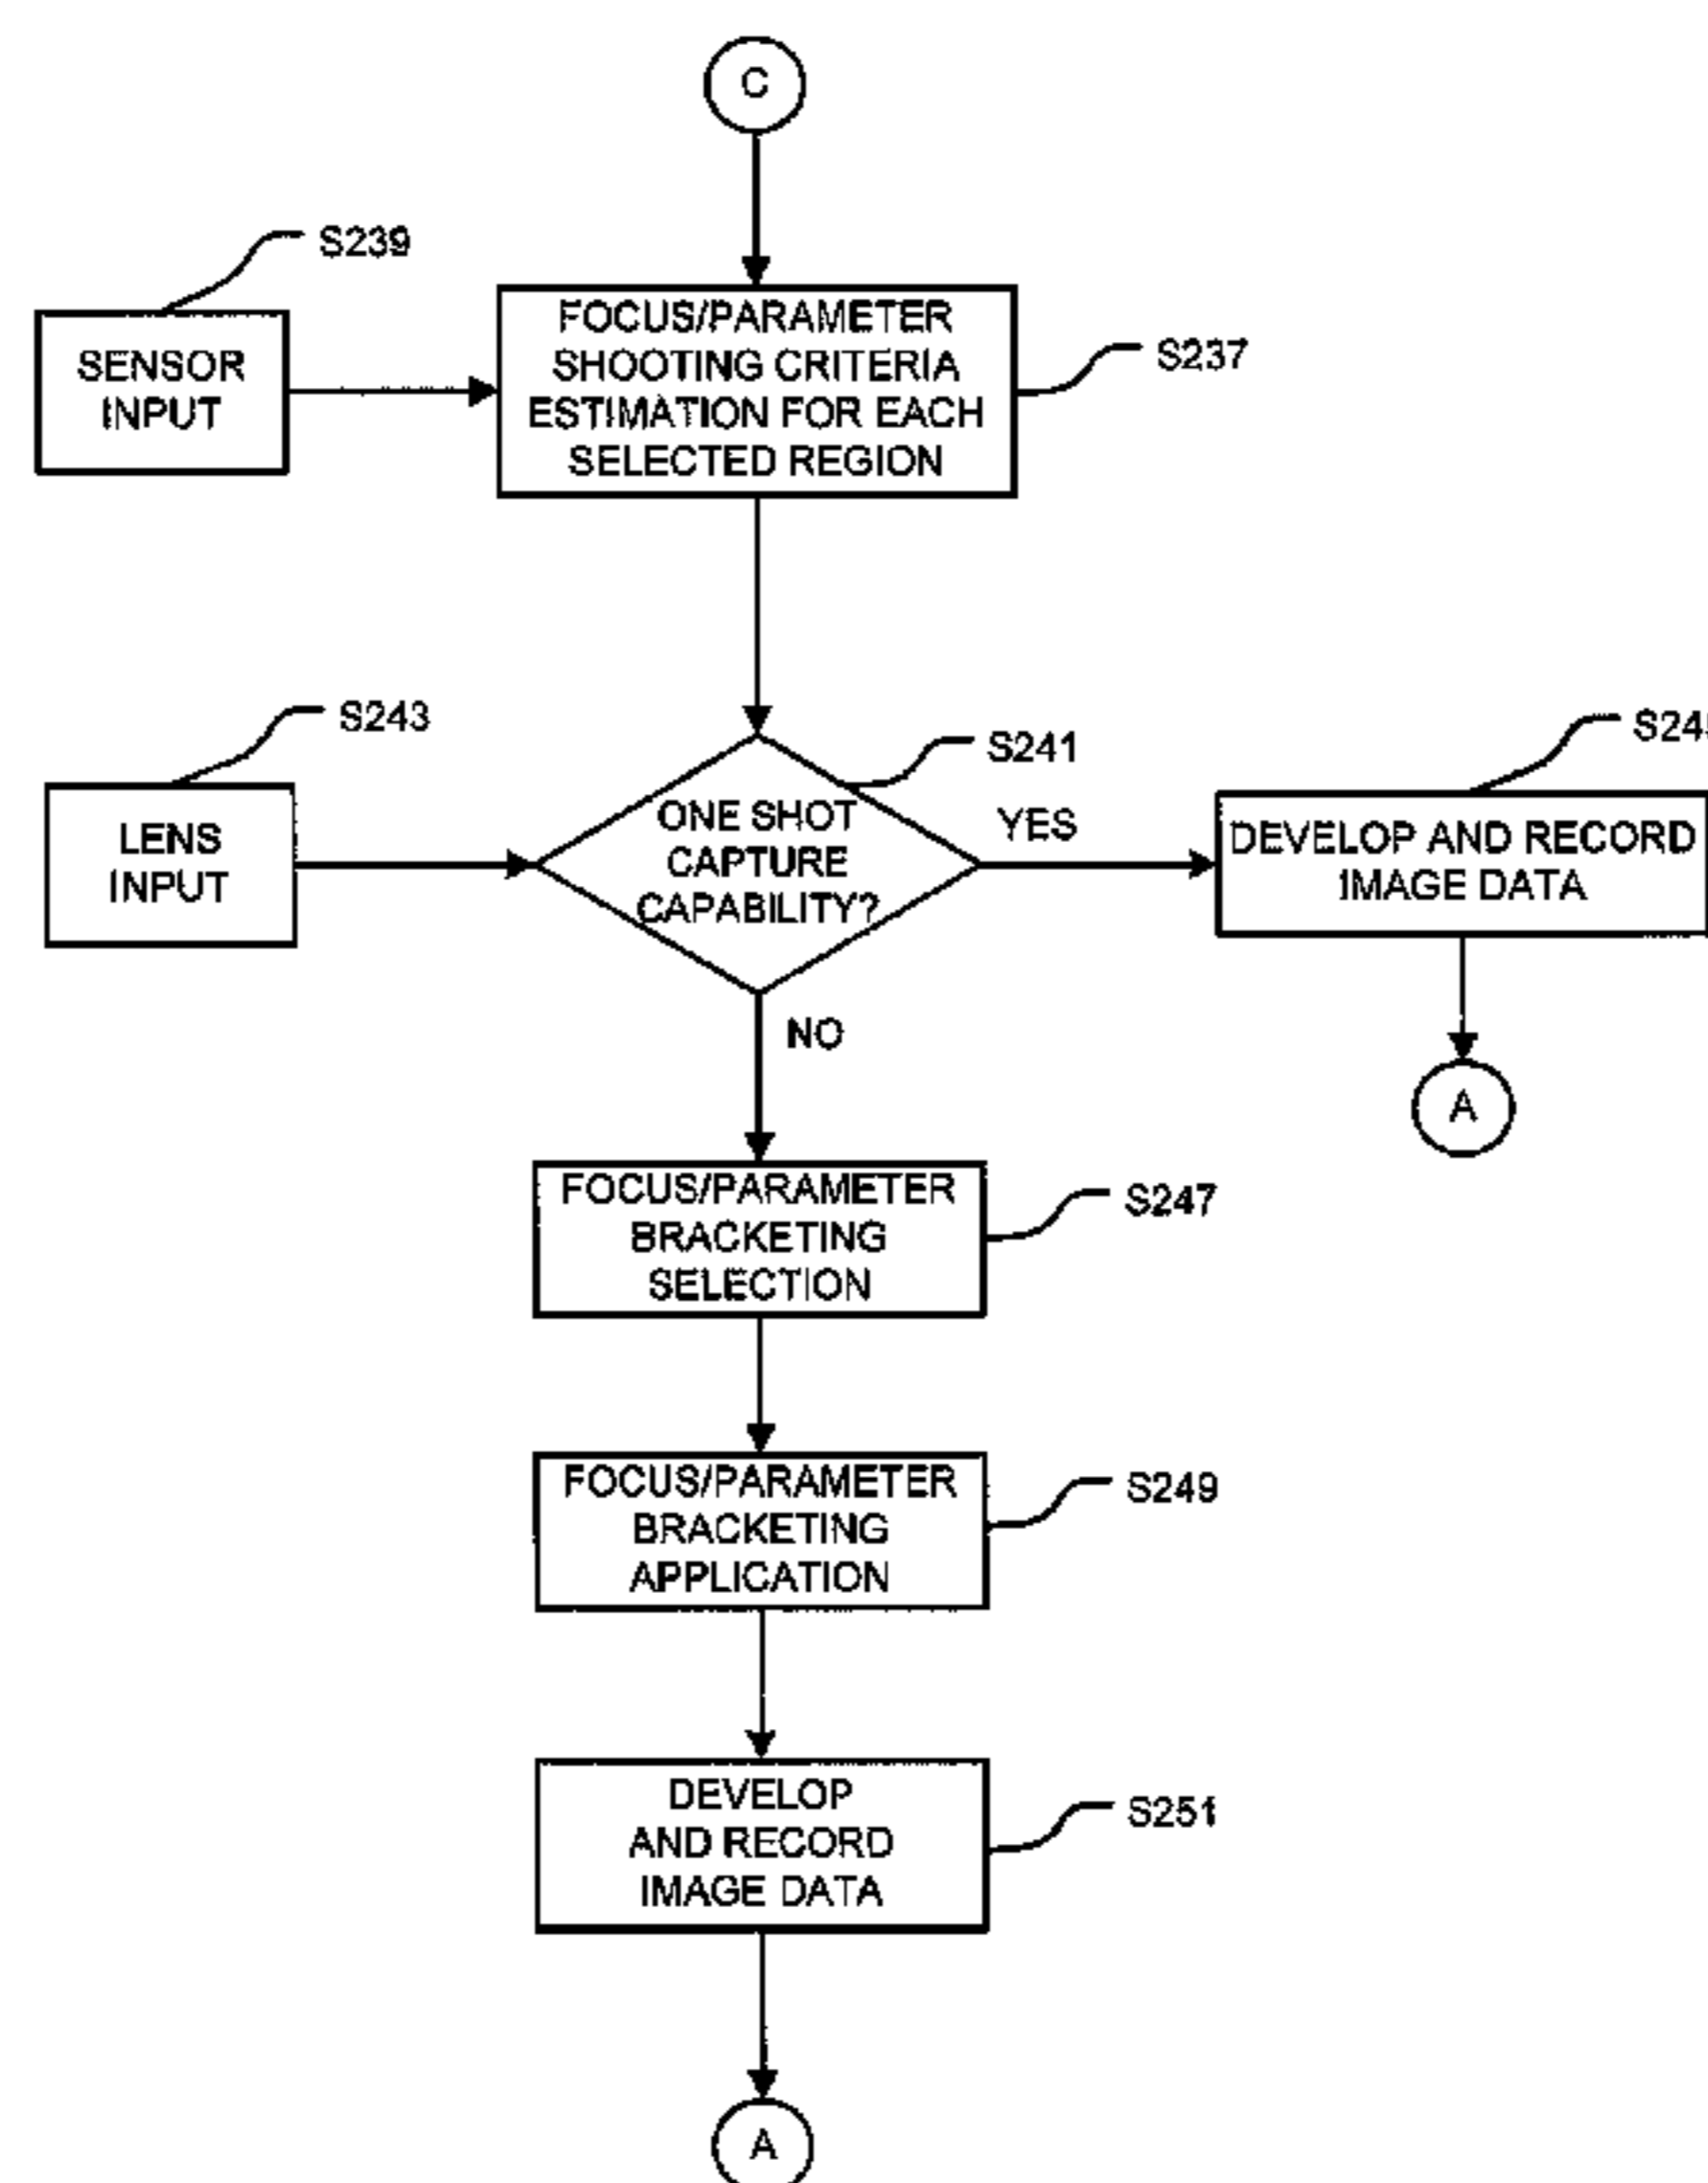 C
S239
SENSOR
INPUT
FOCUS/PARAMETER
SHOOTING CRITERIA
ESTIMATION FOR EACH
SELECTED REGION
S237
S243
LENS
INPUT
S241
ONE SHOT
CAPTURE
CAPABILITY?
YES
DEVELOP AND RECORD
IMAGE DATA
A
NO
FOCUS/PARAMETER
BRACKETING
SELECTION
S247
FOCUS/PARAMETER
BRACKETING
APPLICATION
S249
DEVELOP
AND RECORD
IMAGE DATA
S251
A